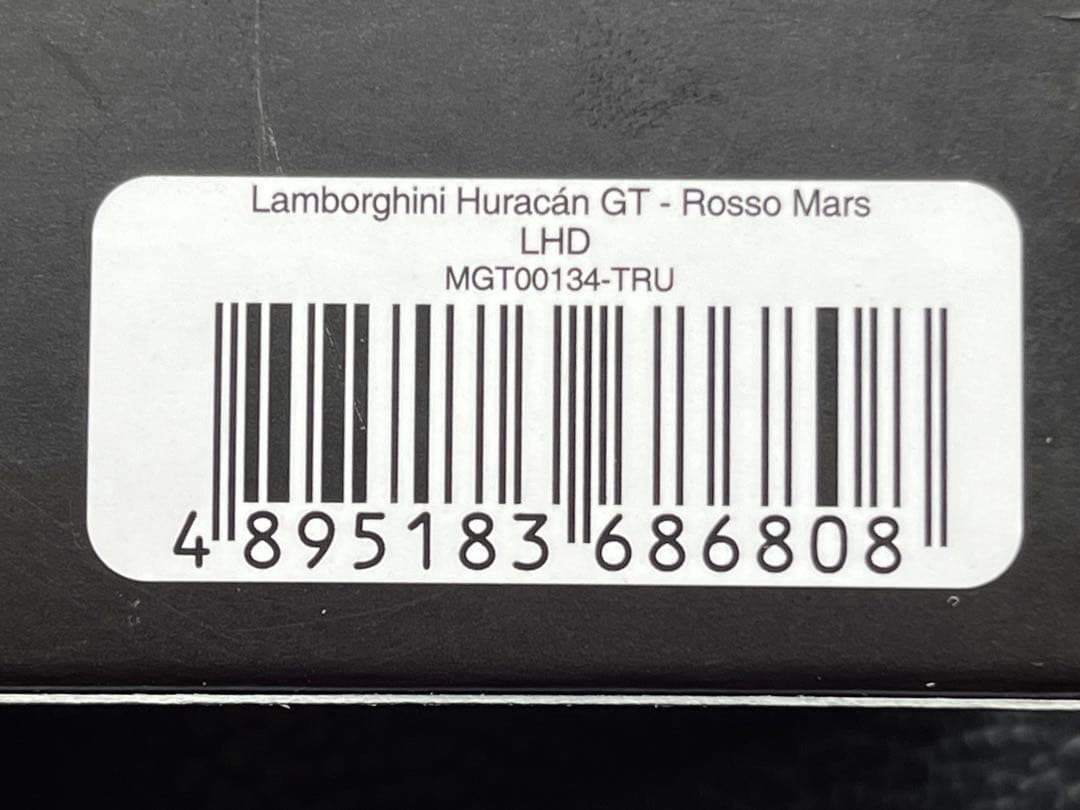 Lamborghini Huracán GT - Rosso Mars
LHD
MGT00134-TRU
4 895183 686808